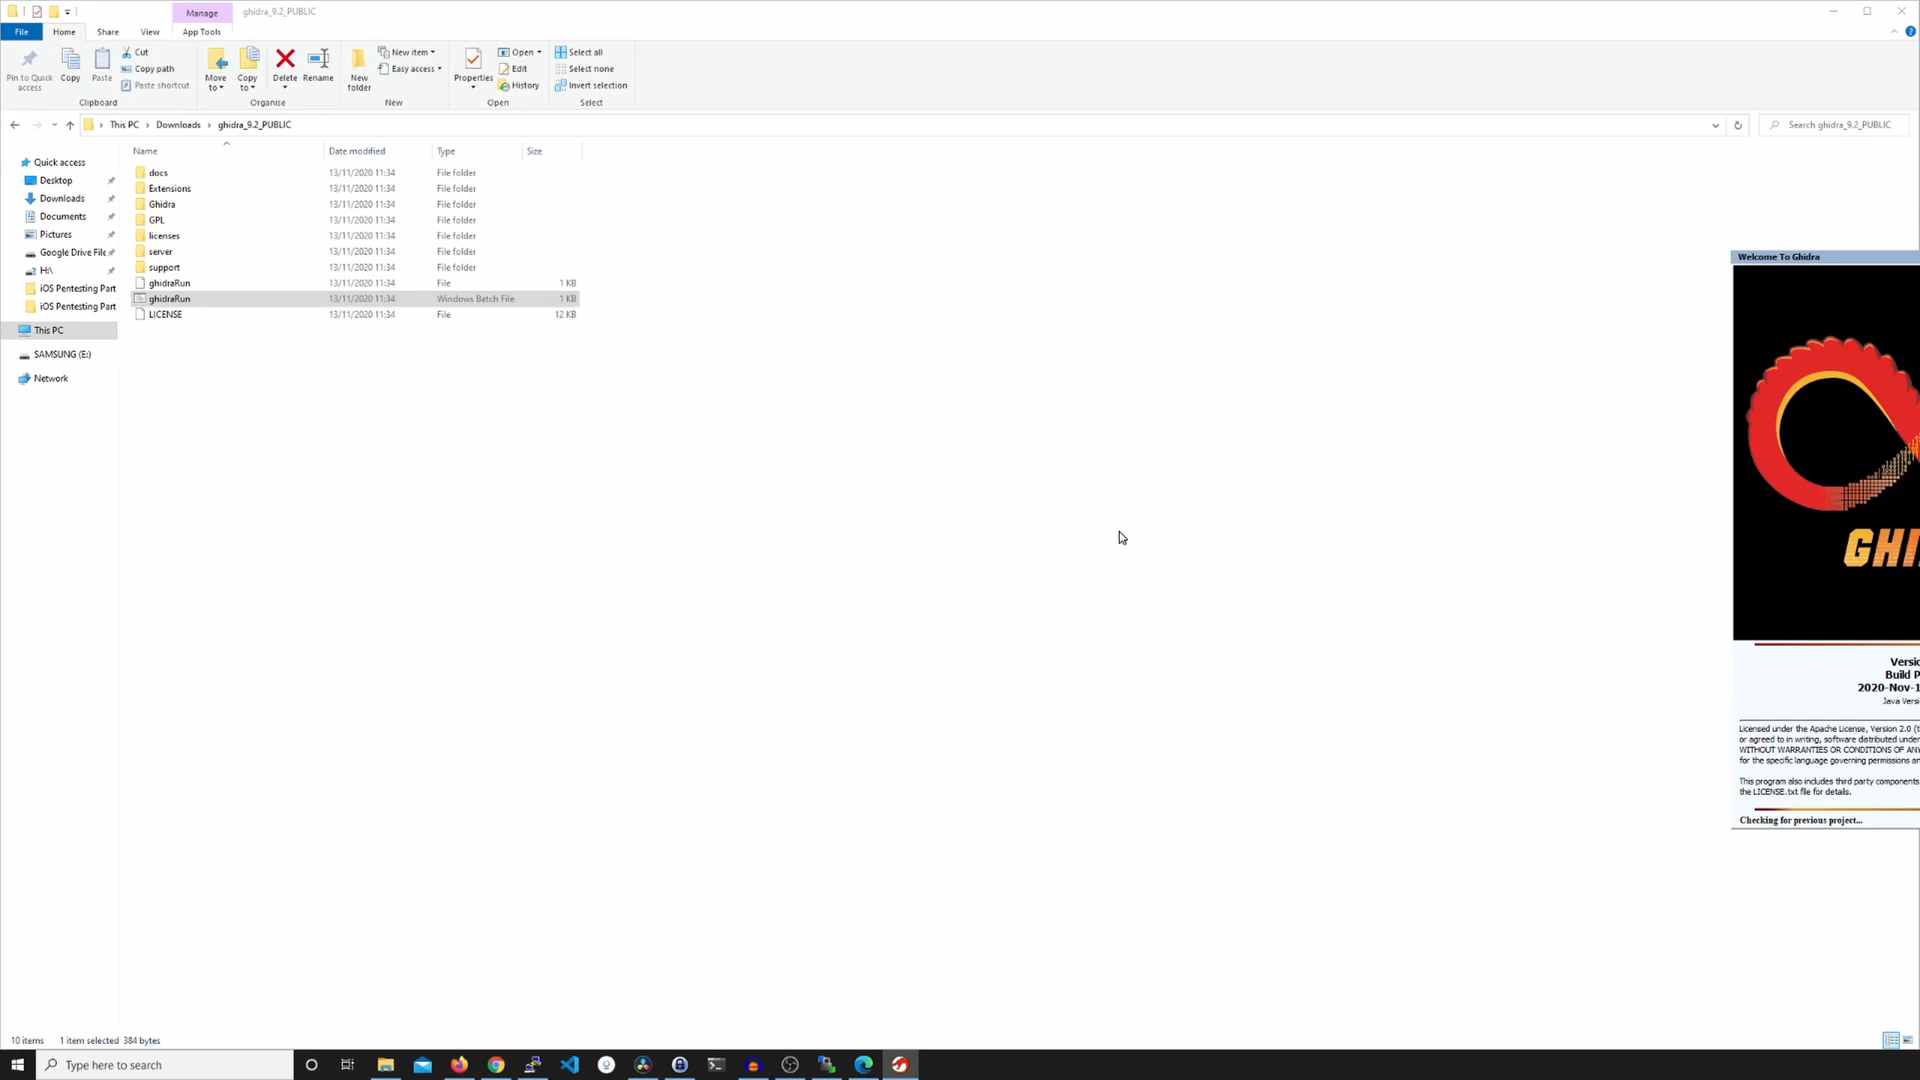 Manage ghidra_9.2_PUBLIC
File Home Share View App Tools
Pin to Quick access
Copy
Paste
Cut
Copy path
Paste shortcut
Clipboard
Move to
Copy to
Delete
Rename
Organise
New folder
New item
Easy access
New
Properties
Open
Edit
History
Open
Select all
Select none
Invert selection
Select
This PC > Downloads > ghidra_9.2_PUBLIC
Search ghidra_9.2_PUBLIC
Quick access
Desktop
Downloads
Documents
Pictures
Google Drive File
H:\
iOS Pentesting Part
iOS Pentesting Part
This PC
SAMSUNG (E:)
Network
Name Date modified Type Size
docs 13/11/2020 11:34 File folder
Extensions 13/11/2020 11:34 File folder
Ghidra 13/11/2020 11:34 File folder
GPL 13/11/2020 11:34 File folder
licenses 13/11/2020 11:34 File folder
server 13/11/2020 11:34 File folder
support 13/11/2020 11:34 File folder
ghidraRun 13/11/2020 11:34 File 1 KB
ghidraRun 13/11/2020 11:34 Windows Batch File 1 KB
LICENSE 13/11/2020 11:34 File 12 KB
Welcome To Ghidra
GHI
Versio
Build P
2020-Nov-1
Java Versi
Licensed under the Apache License, Version 2.0 (t
or agreed to in writing, software distributed under
WITHOUT WARRANTIES OR CONDITIONS OF ANY
for the specific language governing permissions an
This program also includes third party components
the LICENSE.txt file for details.
Checking for previous project...
10 items 1 item selected 384 bytes
Type here to search